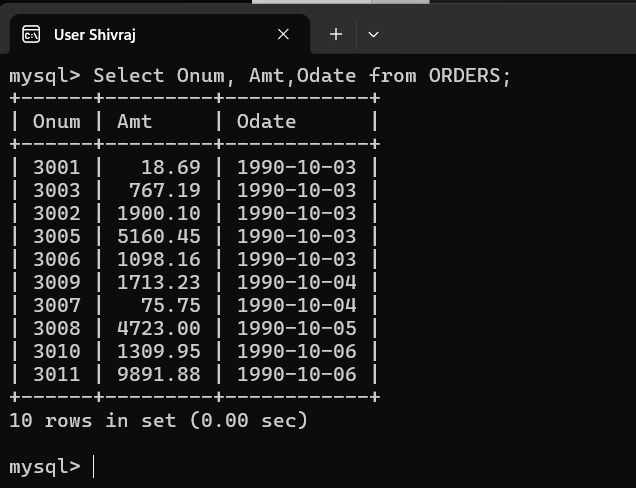 User Shivraj
mysql> Select Onum, Amt,Odate from ORDERS;
+------+---------+------------+
| Onum | Amt     | Odate      |
+------+---------+------------+
| 3001 |   18.69 | 1990-10-03 |
| 3003 |  767.19 | 1990-10-03 |
| 3002 | 1900.10 | 1990-10-03 |
| 3005 | 5160.45 | 1990-10-03 |
| 3006 | 1098.16 | 1990-10-03 |
| 3009 | 1713.23 | 1990-10-04 |
| 3007 |   75.75 | 1990-10-04 |
| 3008 | 4723.00 | 1990-10-05 |
| 3010 | 1309.95 | 1990-10-06 |
| 3011 | 9891.88 | 1990-10-06 |
+------+---------+------------+
10 rows in set (0.00 sec)
mysql>